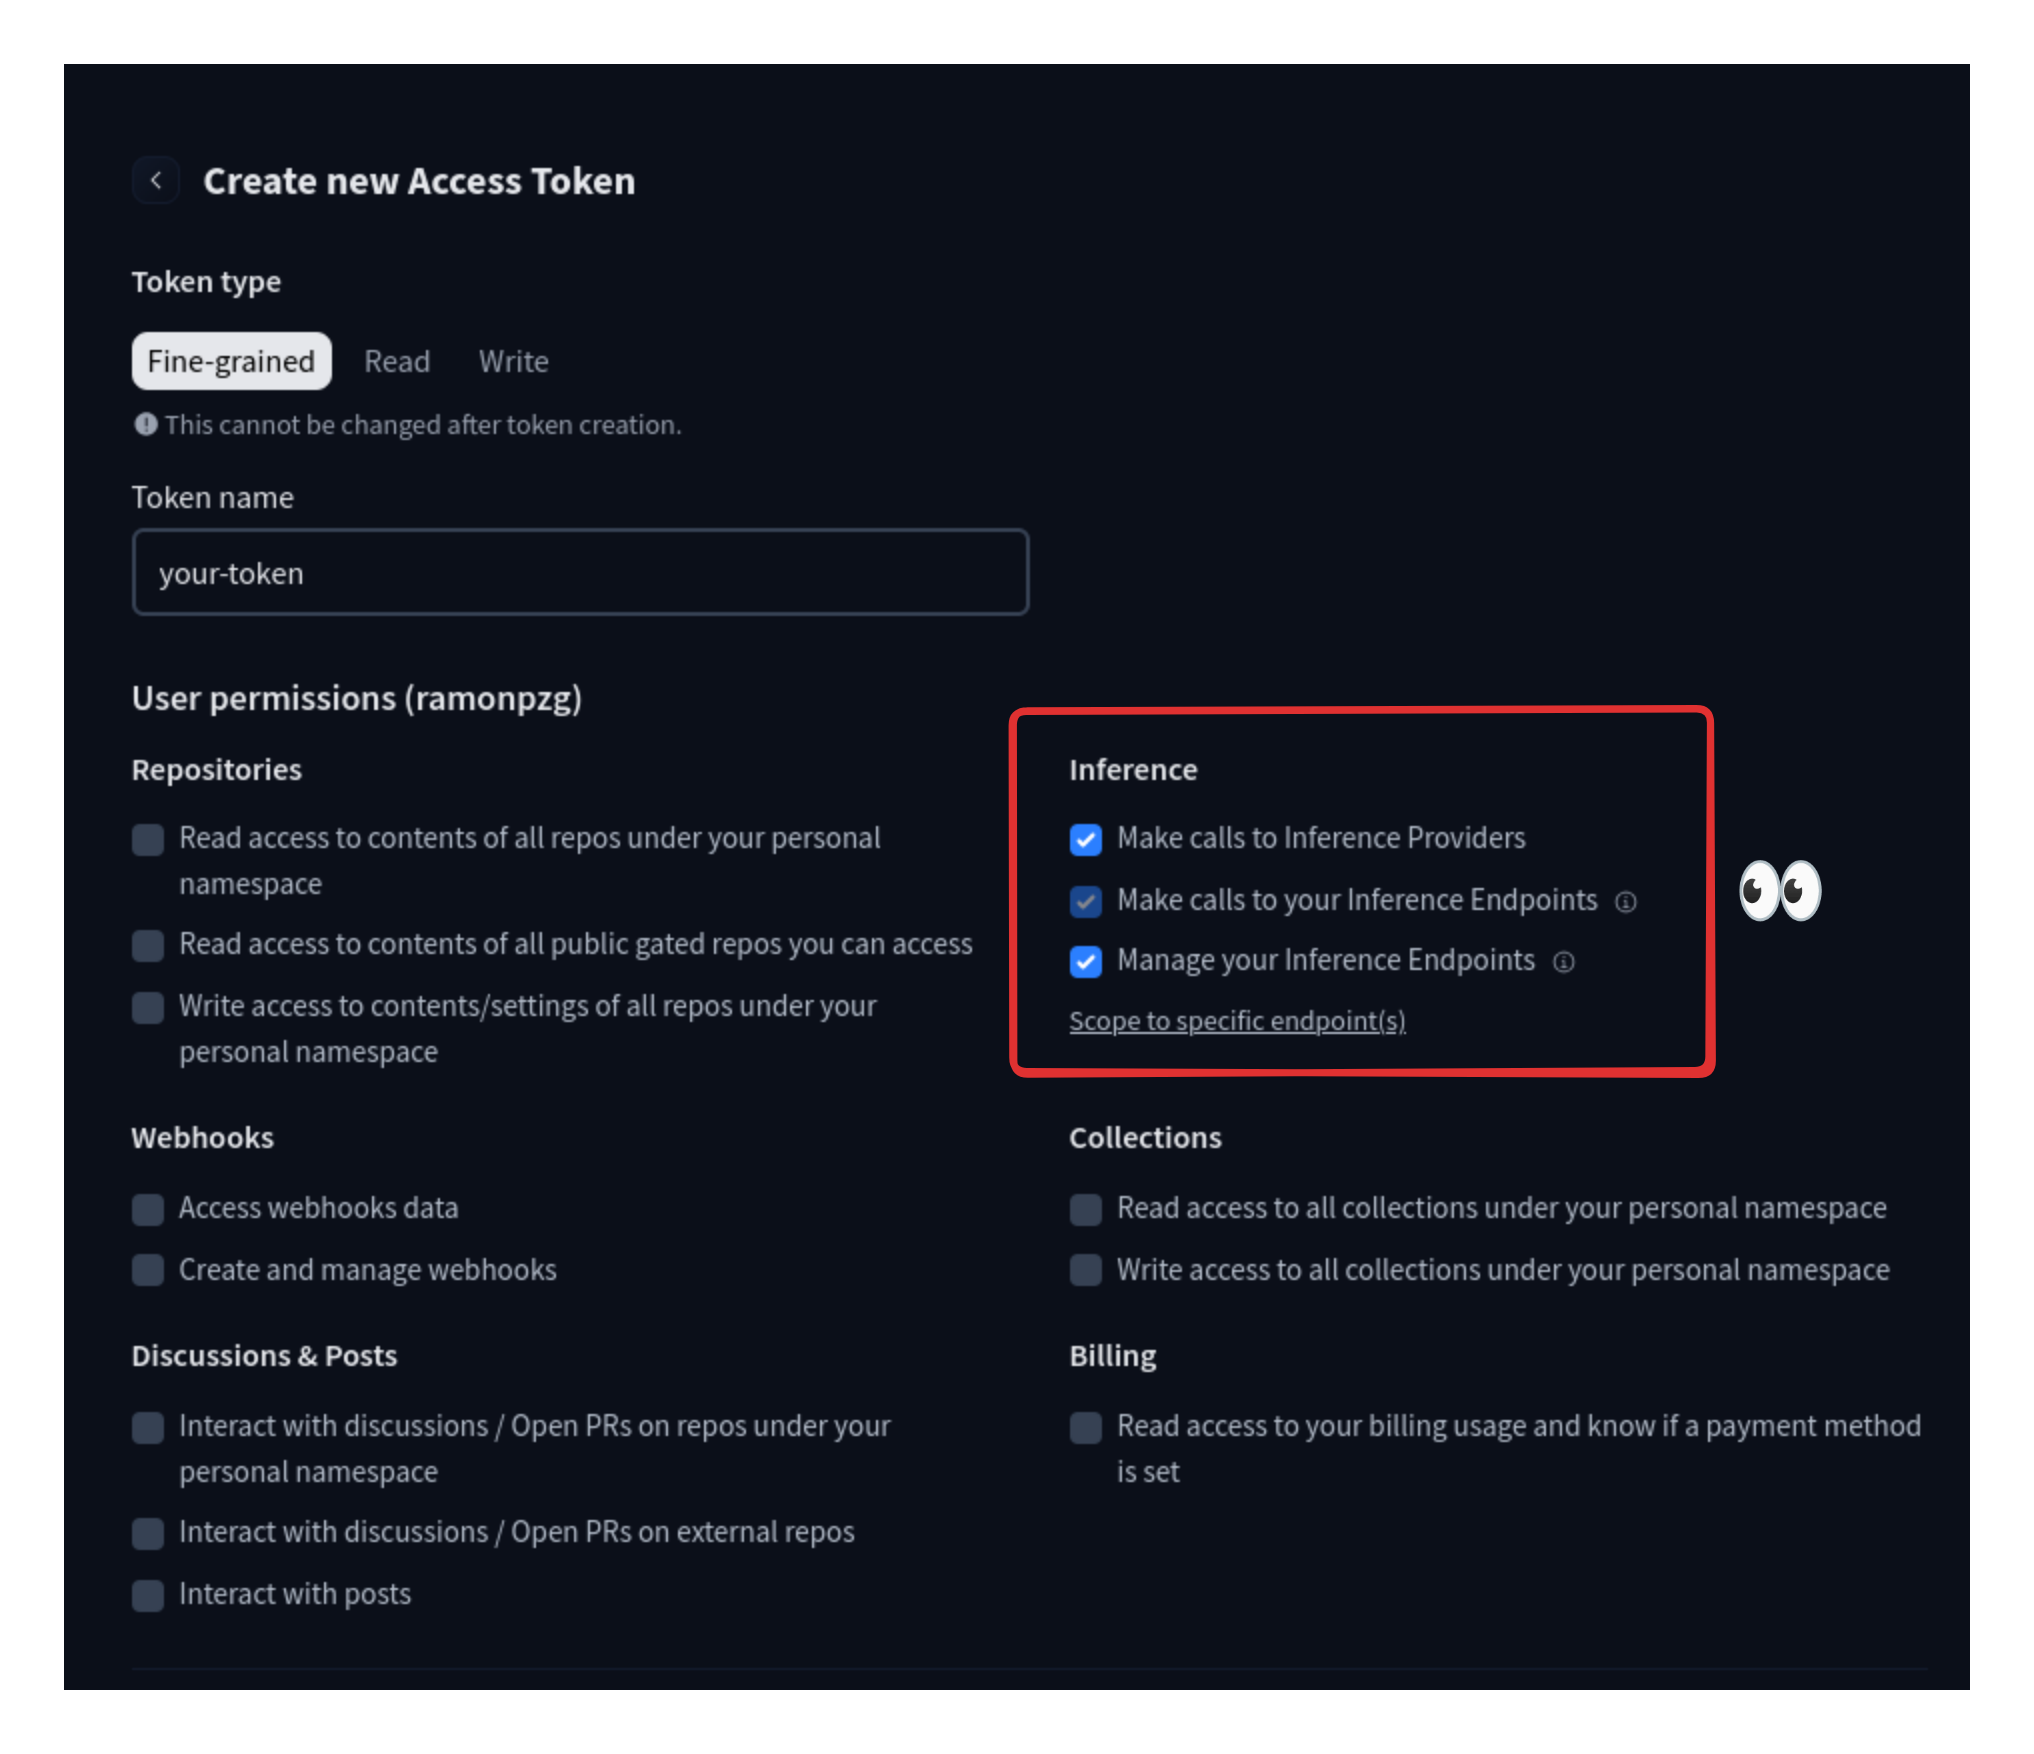 Create new Access Token
Token type
Fine-grained Read Write
This cannot be changed after token creation.
Token name
your-token
User permissions (ramonpzg)
Repositories
Read access to contents of all repos under your personal
namespace
Read access to contents of all public gated repos you can access
Write access to contents/settings of all repos under your
personal namespace
Inference
Make calls to Inference Providers
Make calls to your Inference Endpoints
Manage your Inference Endpoints
Scope to specific endpoint(s)
Webhooks
Access webhooks data
Create and manage webhooks
Collections
Read access to all collections under your personal namespace
Write access to all collections under your personal namespace
Discussions & Posts
Interact with discussions / Open PRs on repos under your
personal namespace
Interact with discussions / Open PRs on external repos
Interact with posts
Billing
Read access to your billing usage and know if a payment method
is set